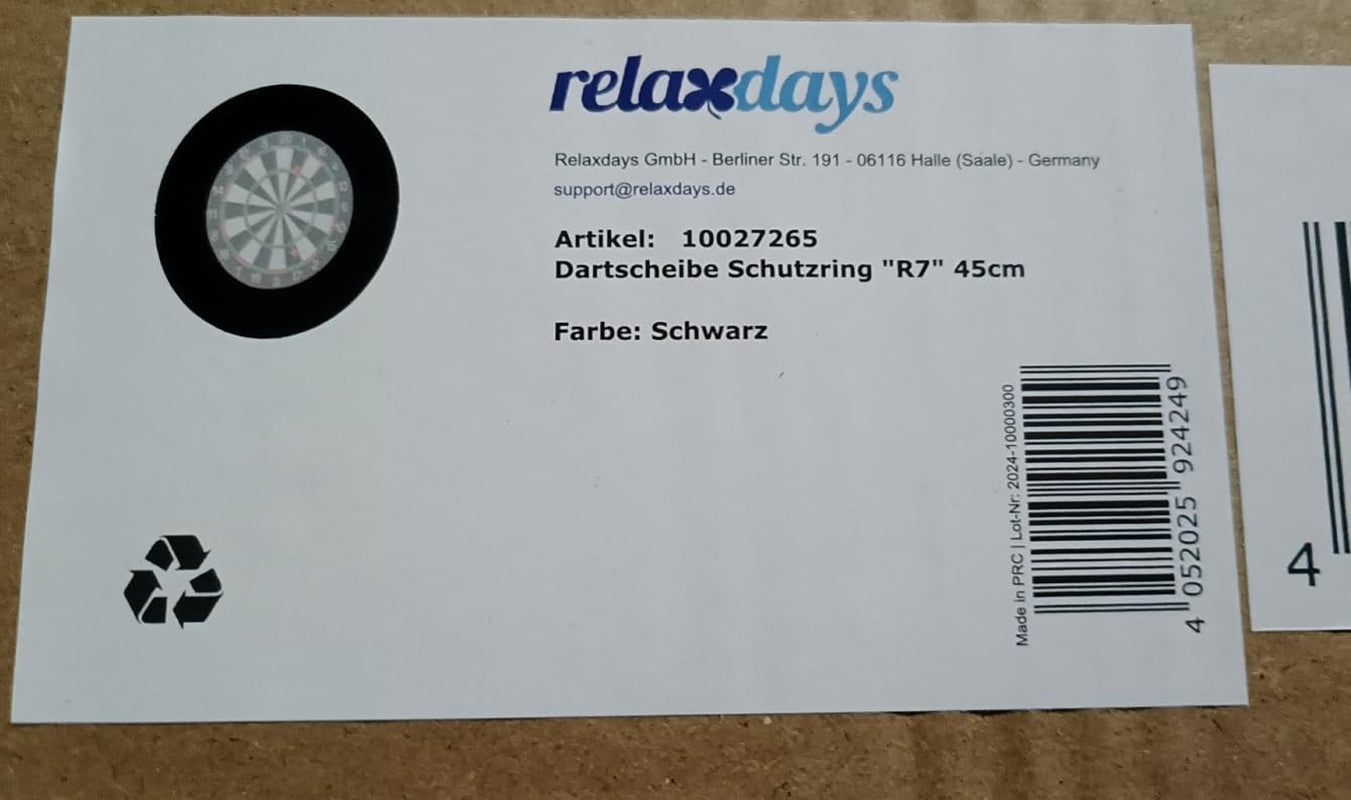 relaxdays
Relaxdays GmbH - Berliner Str. 191 - 06116 Halle (Saale) - Germany
support@relaxdays.de
Artikel: 10027265
Dartscheibe Schutzring "R7" 45cm
Farbe: Schwarz
Made in PRC | Lot-Nr: 2024-10000300
4 052025 924249
4